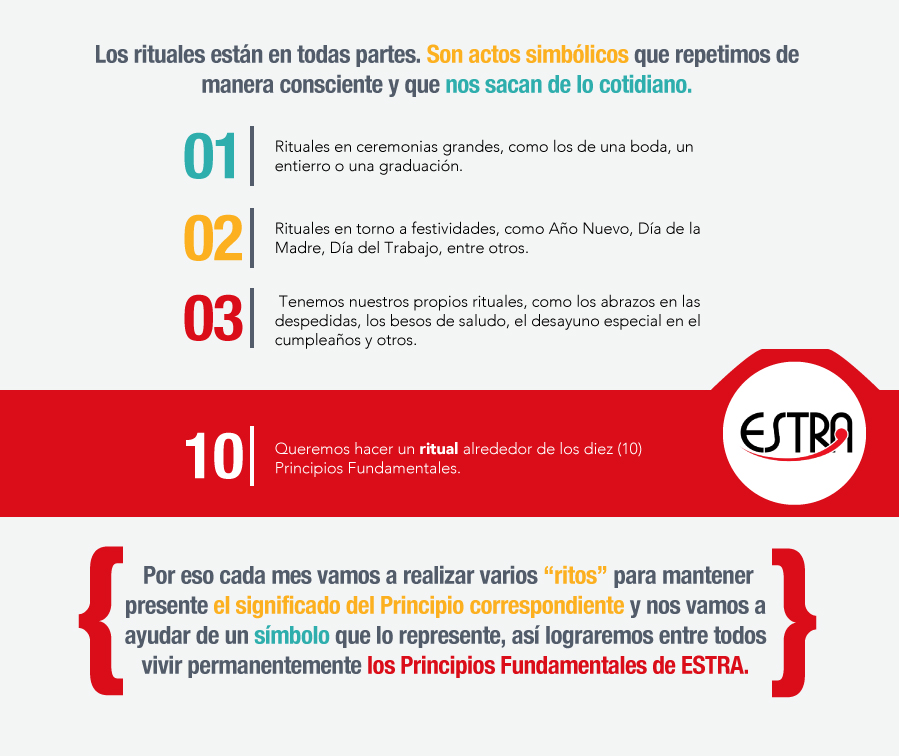 Los rituales están en todas partes. Son actos simbólicos que repetimos de
manera consciente y que nos sacan de lo cotidiano.
01
Rituales en ceremonias grandes, como los de una boda, un
entierro o una graduación.
02
Rituales en torno a festividades, como Año Nuevo, Día de la
Madre, Día del Trabajo, entre otros.
03
Tenemos nuestros propios rituales, como los abrazos en las
despedidas, los besos de saludo, el desayuno especial en el
cumpleaños y otros.
10
Queremos hacer un ritual alrededor de los diez (10)
Principios Fundamentales.
ESTRA
Por eso cada mes vamos a realizar varios “ritos” para mantener
presente el significado del Principio correspondiente y nos vamos a
ayudar de un símbolo que lo represente, así lograremos entre todos
vivir permanentemente los Principios Fundamentales de ESTRA.